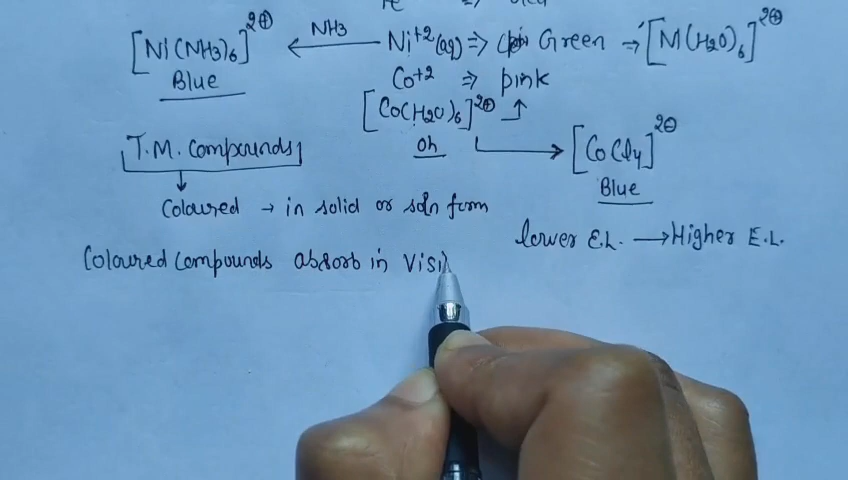 [Ni(NH3)6]2⊕ ←NH3 Ni+2(aq) ⇒ Green → [M(H2O)6]2⊕
Blue
Co+2 ⇒ pink
[Co(H2O)6]2⊕
Oh → [CoCl4]2⊕
Blue
T.M. Compounds
Coloured → in solid or soln form
lower E.L. → Higher E.L.
Coloured Compounds absorb in Visi